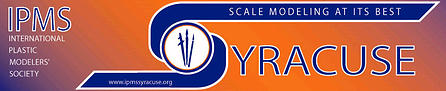 IPMS
INTERNATIONAL
PLASTIC
MODELERS'
SOCIETY
SCALE MODELING AT ITS BEST
SYRACUSE
www.ipmssyracuse.org